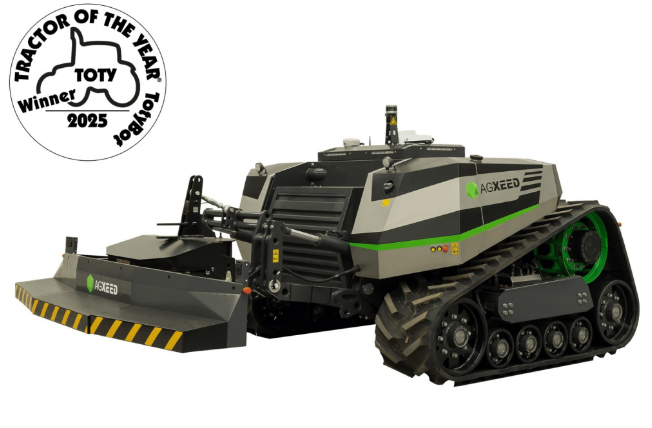 TRACTOR OF THE YEAR®
TOTY
Winner
2025
TotyBot
AGXEED
AGXEED